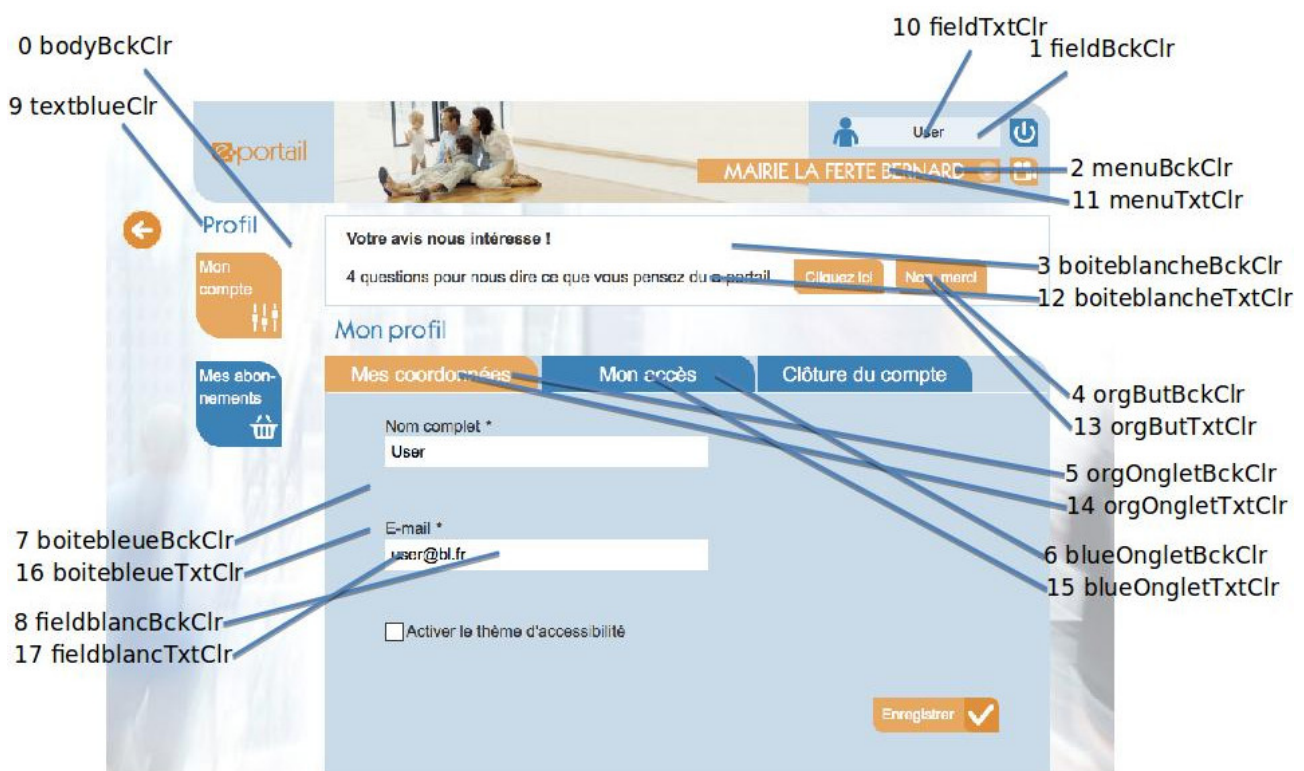 10 fieldTxtClr
0 bodyBckClr
1 fieldBckClr
9 textblueClr
User
e-portail
MAIRIE LA FERTE BERNARD
2 menuBckClr
11 menuTxtClr
Profil
Votre avis nous intéresse !
3 boiteblancheBckClr
Mon
compte
4 questions pour nous dire ce que vous pensez du e-portail
Cliquez ici
Non, merci
12 boiteblancheTxtClr
Mon profil
Mes abon-
nements
Mes coordonnées
Mon accès
Clôture du compte
4 orgButBckClr
13 orgButTxtClr
Nom complet *
User
5 orgOngletBckClr
14 orgOngletTxtClr
E-mail *
7 boitebleueBckClr
user@bl.fr
6 blueOngletBckClr
16 boitebleueTxtClr
15 blueOngletTxtClr
8 fieldblancBckClr
Activer le thème d'accessibilité
17 fieldblancTxtClr
Enregistrer